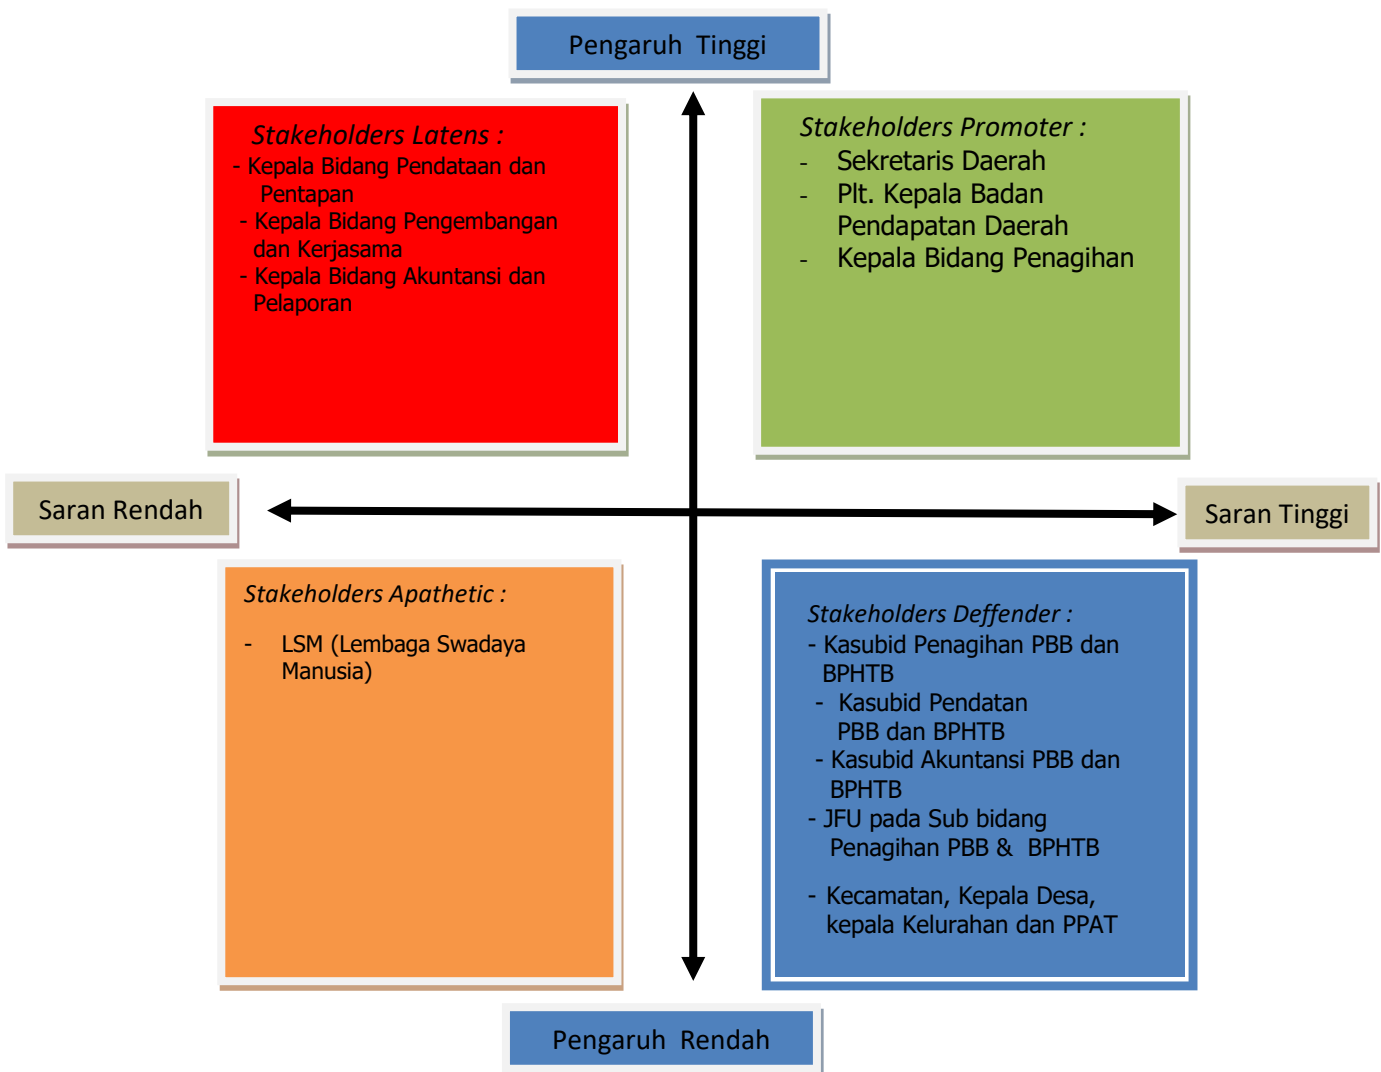 Pengaruh Tinggi
Stakeholders Latens :
- Kepala Bidang Pendataan dan
Pentapan
- Kepala Bidang Pengembangan
dan Kerjasama
- Kepala Bidang Akuntansi dan
Pelaporan
Stakeholders Promoter :
- Sekretaris Daerah
- Plt. Kepala Badan
Pendapatan Daerah
- Kepala Bidang Penagihan
Saran Rendah
Saran Tinggi
Stakeholders Apathetic :
- LSM (Lembaga Swadaya
Manusia)
Stakeholders Deffender :
- Kasubid Penagihan PBB dan
BPHTB
- Kasubid Pendatan
PBB dan BPHTB
- Kasubid Akuntansi PBB dan
BPHTB
- JFU pada Sub bidang
Penagihan PBB & BPHTB
- Kecamatan, Kepala Desa,
kepala Kelurahan dan PPAT
Pengaruh Rendah